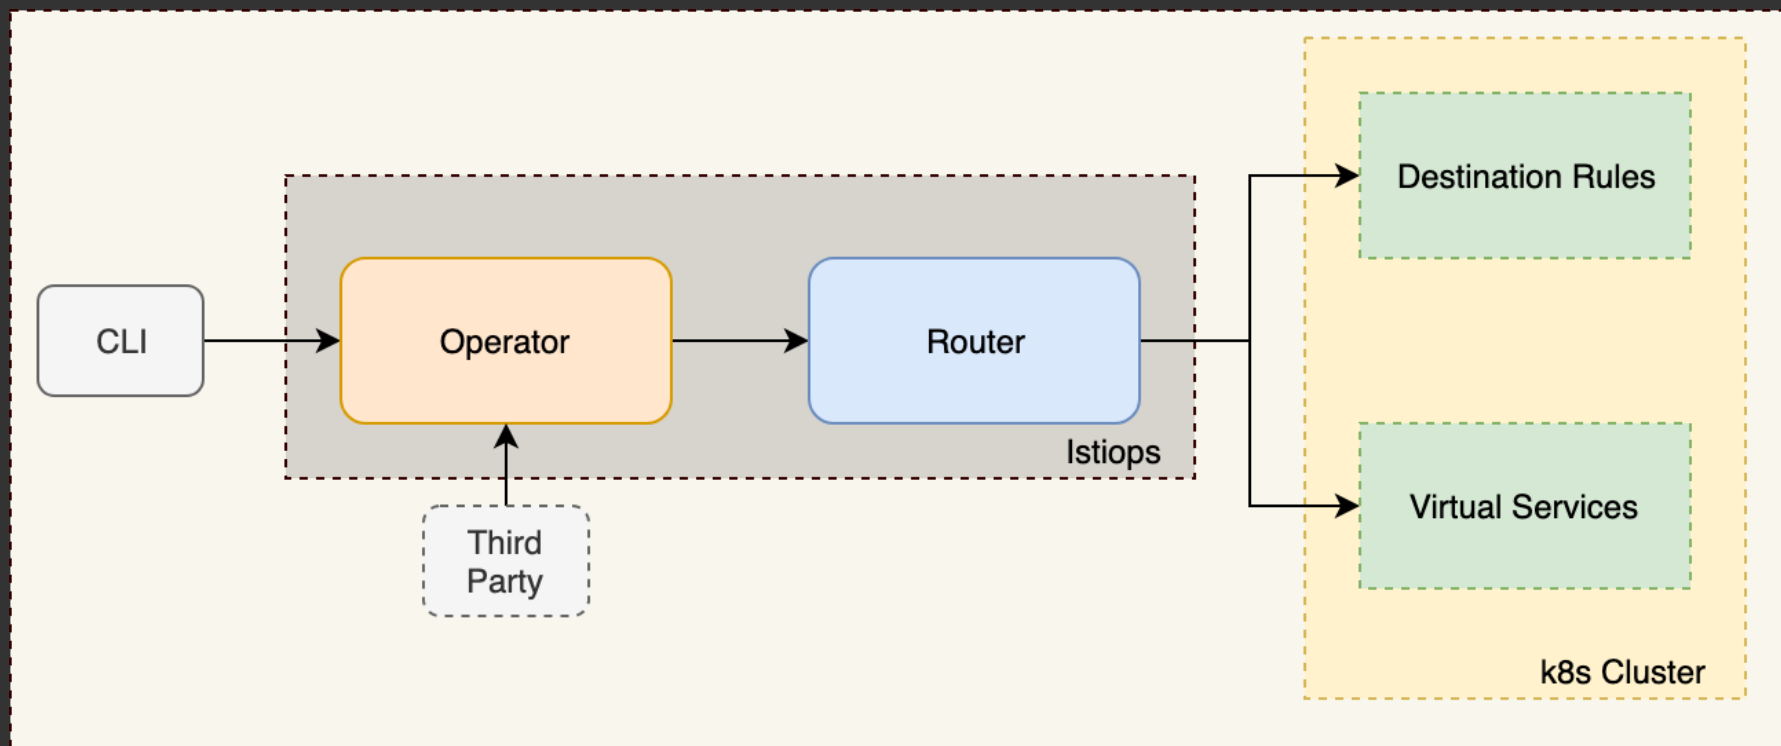 Destination Rules
CLI
Operator
Router
Istiops
Third
Party
Virtual Services
k8s Cluster